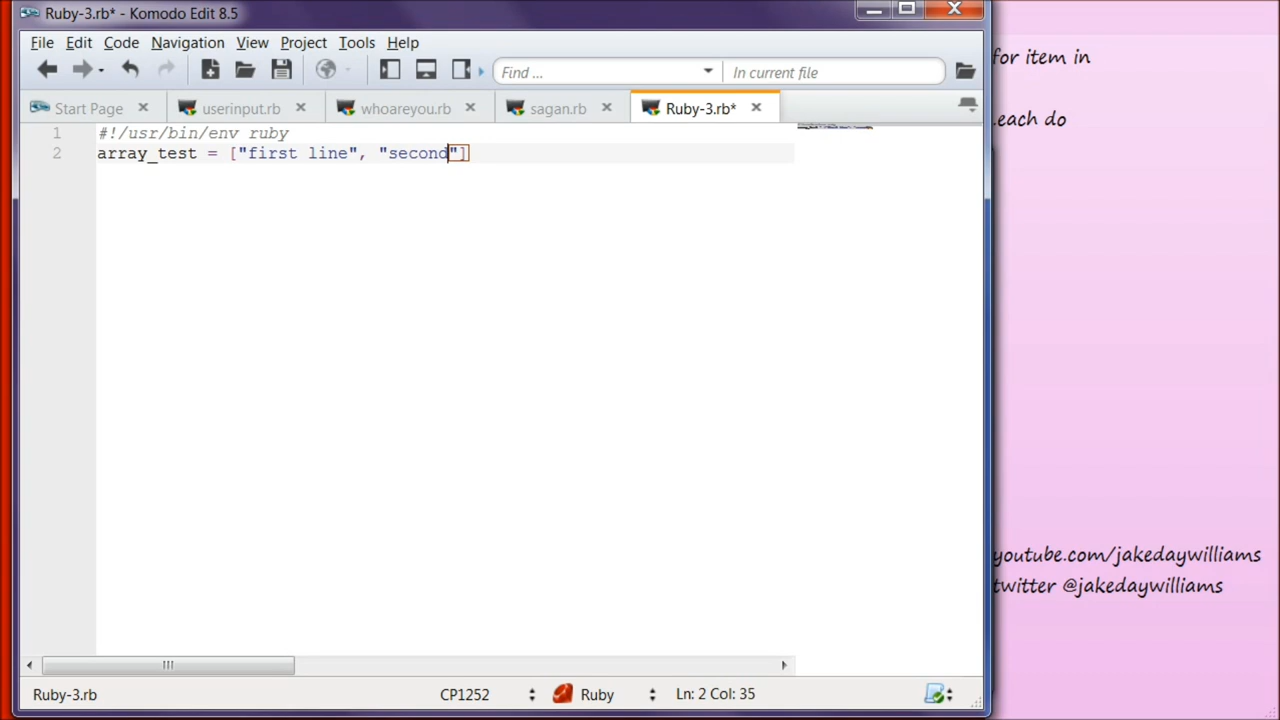 Ruby-3.rb* - Komodo Edit 8.5
File Edit Code Navigation View Project Tools Help
Find ... In current file
Start Page userinput.rb whoareyou.rb sagan.rb Ruby-3.rb*
1 #!/usr/bin/env ruby
2 array_test = ["first line", "second"]
for item in
.each do
youtube.com/jakedaywilliams
twitter @jakedaywilliams
Ruby-3.rb CP1252 Ruby Ln: 2 Col: 35